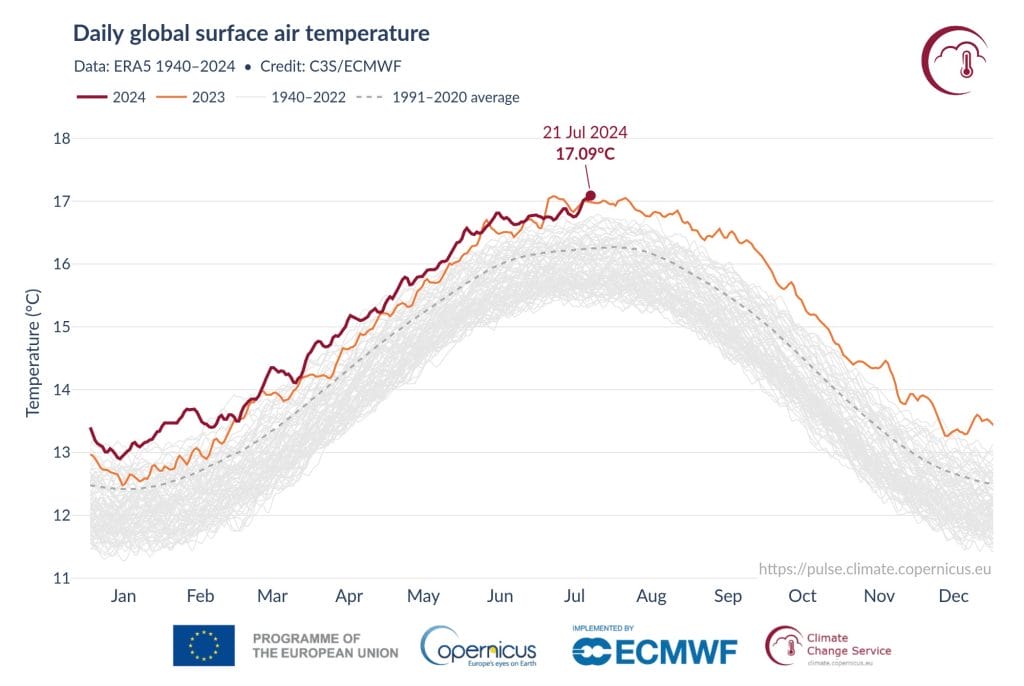 Daily global surface air temperature
Data: ERA5 1940–2024 • Credit: C3S/ECMWF
2024 2023 1940–2022 1991–2020 average
21 Jul 2024
17.09°C
18
17
16
15
14
13
12
11
Temperature (°C)
https://pulse.climate.copernicus.eu
Jan Feb Mar Apr May Jun Jul Aug Sep Oct Nov Dec
PROGRAMME OF
THE EUROPEAN UNION
opernicus
Europe's eyes on Earth
IMPLEMENTED BY
ECMWF
Climate
Change Service
climate.copernicus.eu